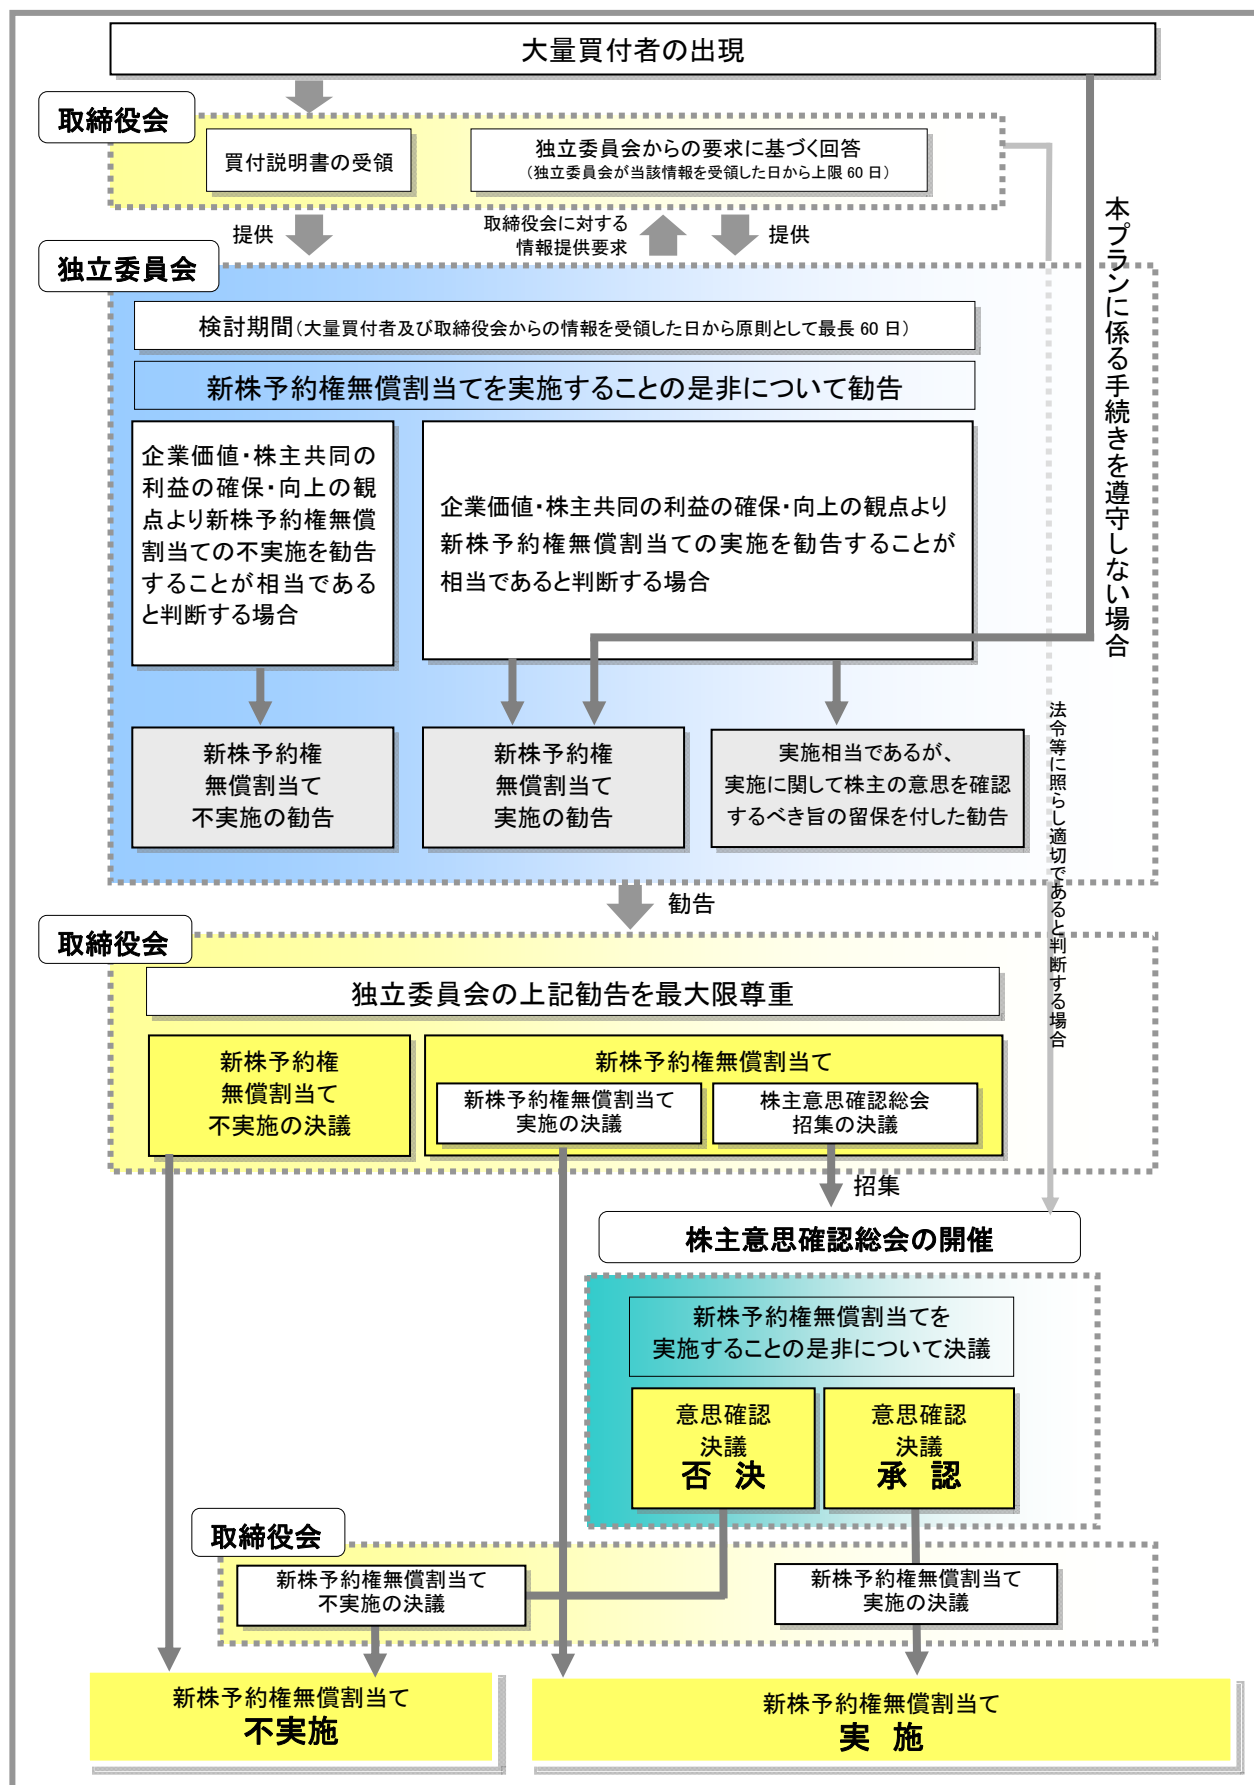 大量買付者の出現
取締役会
買付説明書の受領
独立委員会からの要求に基づく回答
（独立委員会が当該情報を受領した日から上限 60 日）
提供
取締役会に対する
情報提供要求
提供
本プランに係る手続きを遵守しない場合
独立委員会
検討期間（大量買付者及び取締役会からの情報を受領した日から原則として最長 60 日）
新株予約権無償割当てを実施することの是非について勧告
企業価値・株主共同の
利益の確保・向上の観
点より新株予約権無償
割当ての不実施を勧告
することが相当である
と判断する場合
企業価値・株主共同の利益の確保・向上の観点より
新株予約権無償割当ての実施を勧告することが
相当であると判断する場合
新株予約権
無償割当て
不実施の勧告
新株予約権
無償割当て
実施の勧告
実施相当であるが、
実施に関して株主の意思を確認
するべき旨の留保を付した勧告
法令等に照らし適切であると判断する場合
勧告
取締役会
独立委員会の上記勧告を最大限尊重
新株予約権
無償割当て
不実施の決議
新株予約権無償割当て
新株予約権無償割当て
実施の決議
株主意思確認総会
招集の決議
招集
株主意思確認総会の開催
新株予約権無償割当てを
実施することの是非について決議
意思確認
決議
否 決
意思確認
決議
承 認
取締役会
新株予約権無償割当て
不実施の決議
新株予約権無償割当て
実施の決議
新株予約権無償割当て
不実施
新株予約権無償割当て
実 施